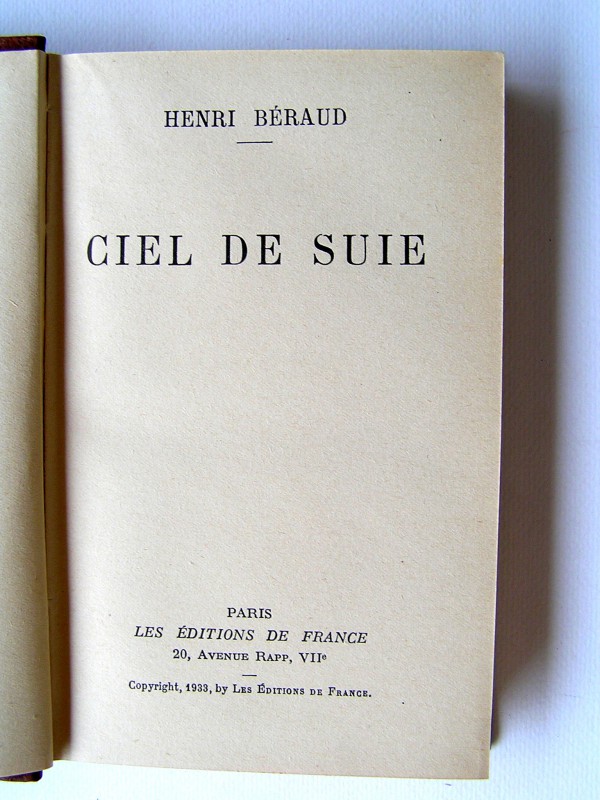 HENRI BÉRAUD
CIEL DE SUIE
PARIS
LES ÉDITIONS DE FRANCE
20, AVENUE RAPP, VIIe
Copyright, 1933, by LES ÉDITIONS DE FRANCE.